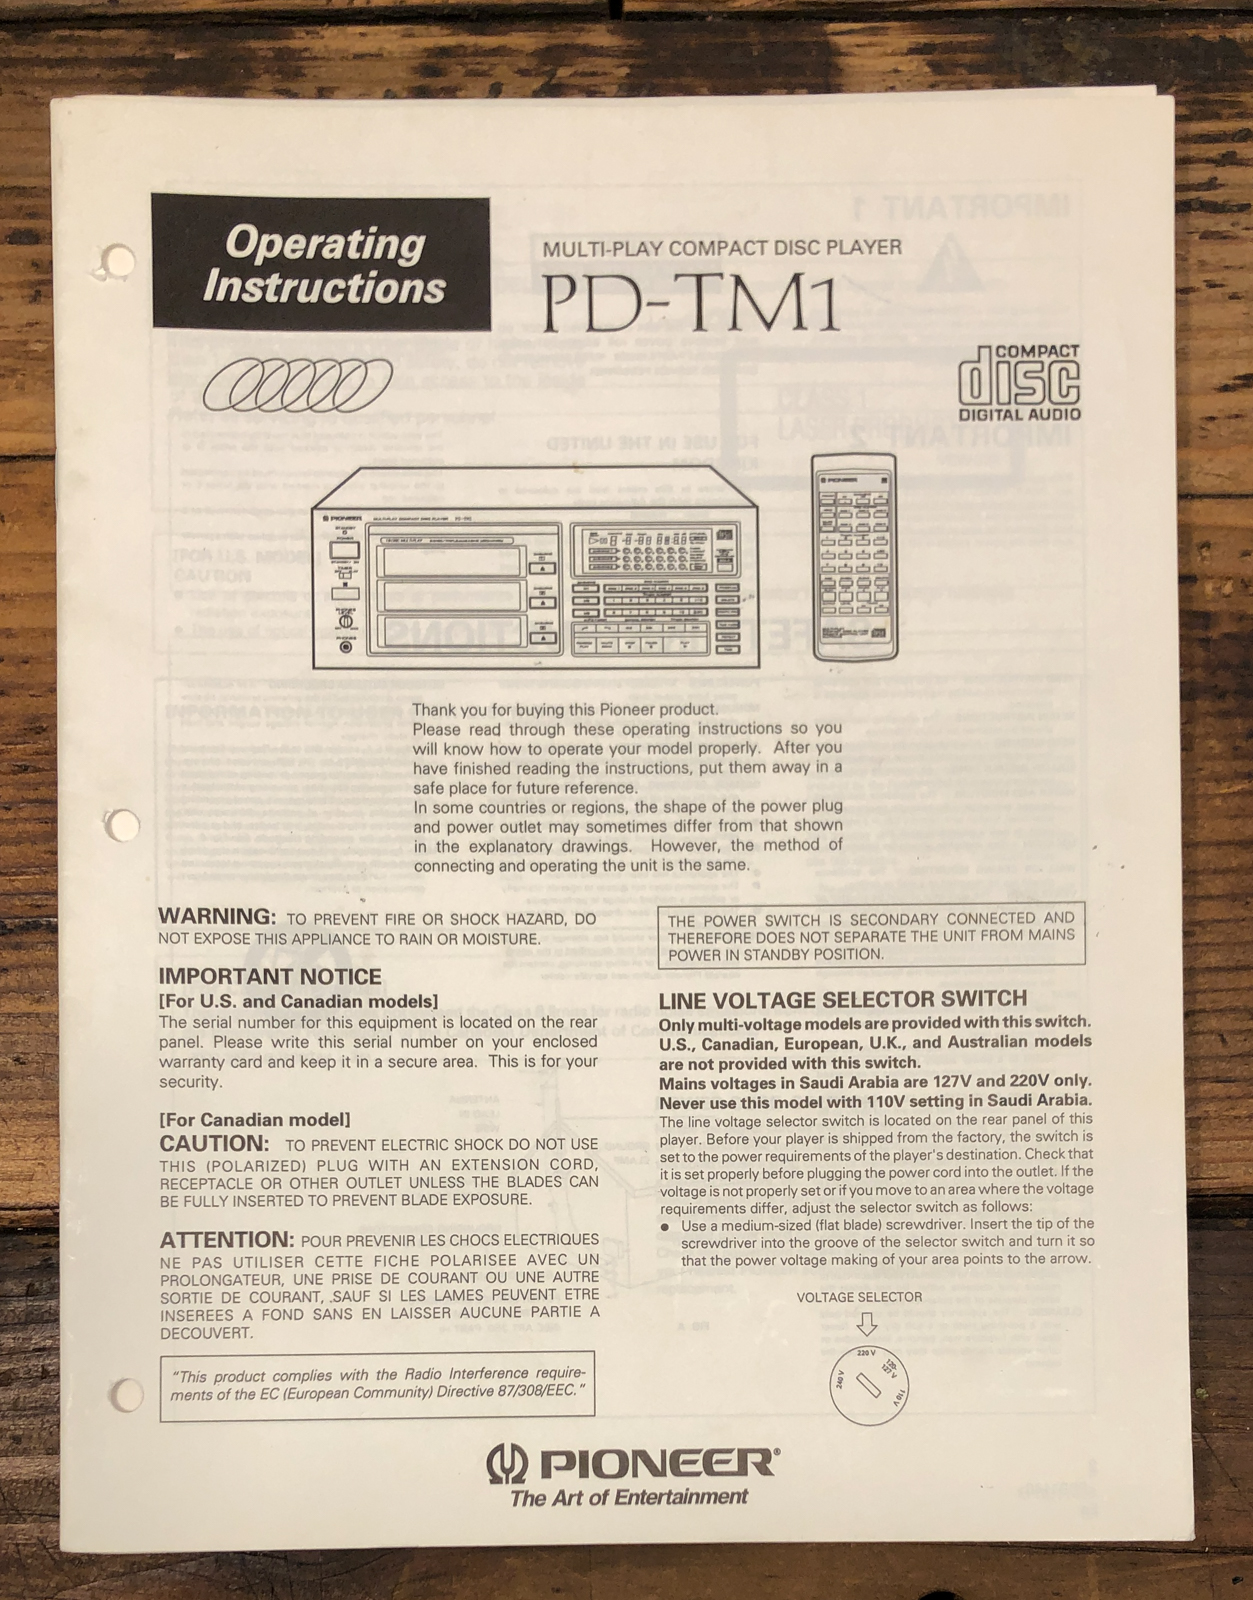 Operating
Instructions
MULTI-PLAY COMPACT DISC PLAYER
PD-TM1
COMPACT
disc
DIGITAL AUDIO
PIONEER
PIONEER
Thank you for buying this Pioneer product.
Please read through these operating instructions so you
will know how to operate your model properly. After you
have finished reading the instructions, put them away in a
safe place for future reference.
In some countries or regions, the shape of the power plug
and power outlet may sometimes differ from that shown
in the explanatory drawings. However, the method of
connecting and operating the unit is the same.
WARNING: TO PREVENT FIRE OR SHOCK HAZARD, DO
NOT EXPOSE THIS APPLIANCE TO RAIN OR MOISTURE.
IMPORTANT NOTICE
[For U.S. and Canadian models]
The serial number for this equipment is located on the rear
panel. Please write this serial number on your enclosed
warranty card and keep it in a secure area. This is for your
security.
[For Canadian model]
CAUTION: TO PREVENT ELECTRIC SHOCK DO NOT USE
THIS (POLARIZED) PLUG WITH AN EXTENSION CORD,
RECEPTACLE OR OTHER OUTLET UNLESS THE BLADES CAN
BE FULLY INSERTED TO PREVENT BLADE EXPOSURE.
ATTENTION: POUR PREVENIR LES CHOCS ELECTRIQUES
NE PAS UTILISER CETTE FICHE POLARISEE AVEC UN
PROLONGATEUR, UNE PRISE DE COURANT OU UNE AUTRE
SORTIE DE COURANT, .SAUF SI LES LAMES PEUVENT ETRE
INSEREES A FOND SANS EN LAISSER AUCUNE PARTIE A
DECOUVERT.
"This product complies with the Radio Interference require-
ments of the EC (European Community) Directive 87/308/EEC."
THE POWER SWITCH IS SECONDARY CONNECTED AND
THEREFORE DOES NOT SEPARATE THE UNIT FROM MAINS
POWER IN STANDBY POSITION.
LINE VOLTAGE SELECTOR SWITCH
Only multi-voltage models are provided with this switch.
U.S., Canadian, European, U.K., and Australian models
are not provided with this switch.
Mains voltages in Saudi Arabia are 127V and 220V only.
Never use this model with 110V setting in Saudi Arabia.
The line voltage selector switch is located on the rear panel of this
player. Before your player is shipped from the factory, the switch is
set to the power requirements of the player's destination. Check that
it is set properly before plugging the power cord into the outlet. If the
voltage is not properly set or if you move to an area where the voltage
requirements differ, adjust the selector switch as follows:
● Use a medium-sized (flat blade) screwdriver. Insert the tip of the
screwdriver into the groove of the selector switch and turn it so
that the power voltage making of your area points to the arrow.
VOLTAGE SELECTOR
220 V
120-
127 V
240 V
110 V
PIONEER®
The Art of Entertainment